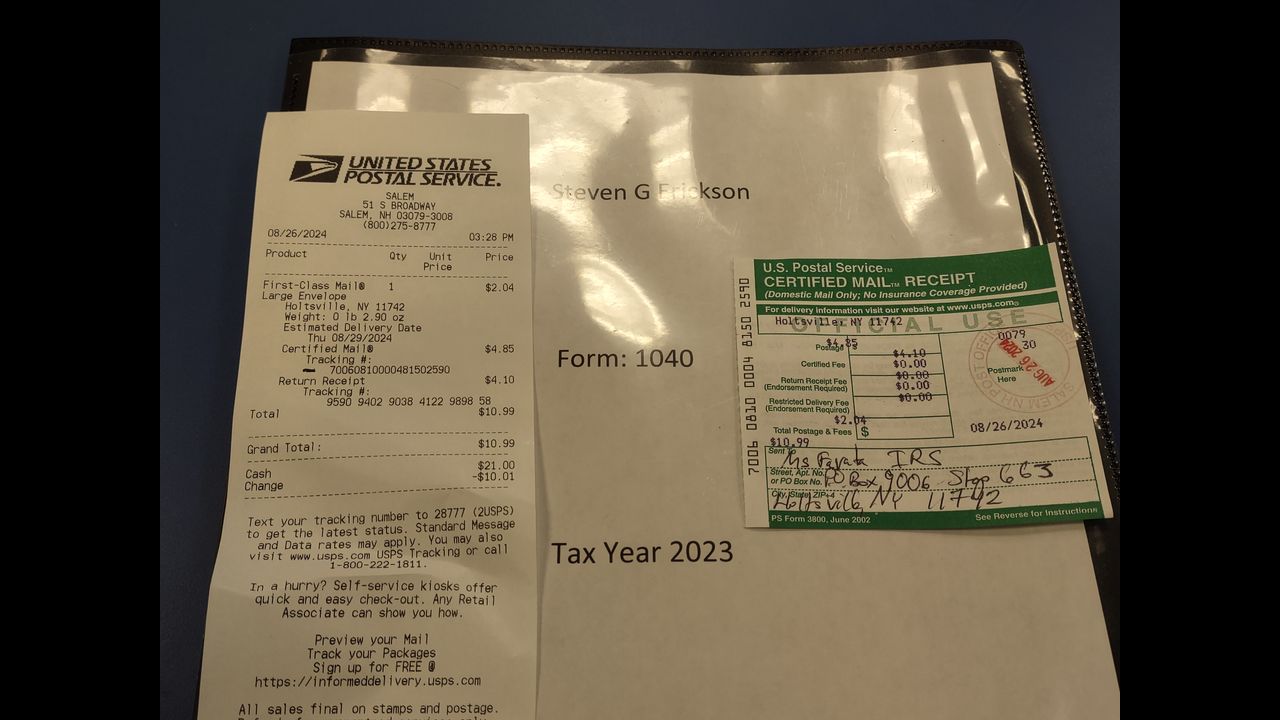 UNITED STATES
POSTAL SERVICE.
SALEM
51 S BROADWAY
SALEM, NH 03079-3008
(800)275-8777
08/26/2024 03:28 PM
Product Qty Unit Price
Price
First-Class Mail® 1 $2.04
Large Envelope
Holtsville, NY 11742
Weight: 0 lb 2.90 oz
Estimated Delivery Date
Thu 08/29/2024
Certified Mail® $4.85
Tracking #:
70060810000481502590
Return Receipt $4.10
Tracking #:
9590 9402 9038 4122 9898 58
Total $10.99
Grand Total: $10.99
Cash $21.00
Change -$10.01
Text your tracking number to 28777 (2USPS)
to get the latest status. Standard Message
and Data rates may apply. You may also
visit www.usps.com USPS Tracking or call
1-800-222-1811.
In a hurry? Self-service kiosks offer
quick and easy check-out. Any Retail
Associate can show you how.
Preview your Mail
Track your Packages
Sign up for FREE @
https://informeddelivery.usps.com
All sales final on stamps and postage.
Steven G Erickson
Form: 1040
Tax Year 2023
7006 0810 0004 8150 2590
U.S. Postal Service™
CERTIFIED MAIL™ RECEIPT
(Domestic Mail Only; No Insurance Coverage Provided)
For delivery information visit our website at www.usps.com®
OFFICIAL USE
Holtsville, NY 11742
$4.85
Postage $
$4.10
Certified Fee $0.00
$0.00
Return Receipt Fee
(Endorsement Required) $0.00
$0.00
Restricted Delivery Fee
(Endorsement Required)
$2.04
Total Postage & Fees $
$10.99
0079
30
Postmark
Here
AUG 26 2024
SALEM NH POST OFFICE
08/26/2024
Sent To
Ms Fayata IRS
Street, Apt. No.;
or PO Box No. PO Box 9006 Stop 663
City, State, ZIP+4
Holtsville, NY 11742
PS Form 3800, June 2002 See Reverse for Instructions